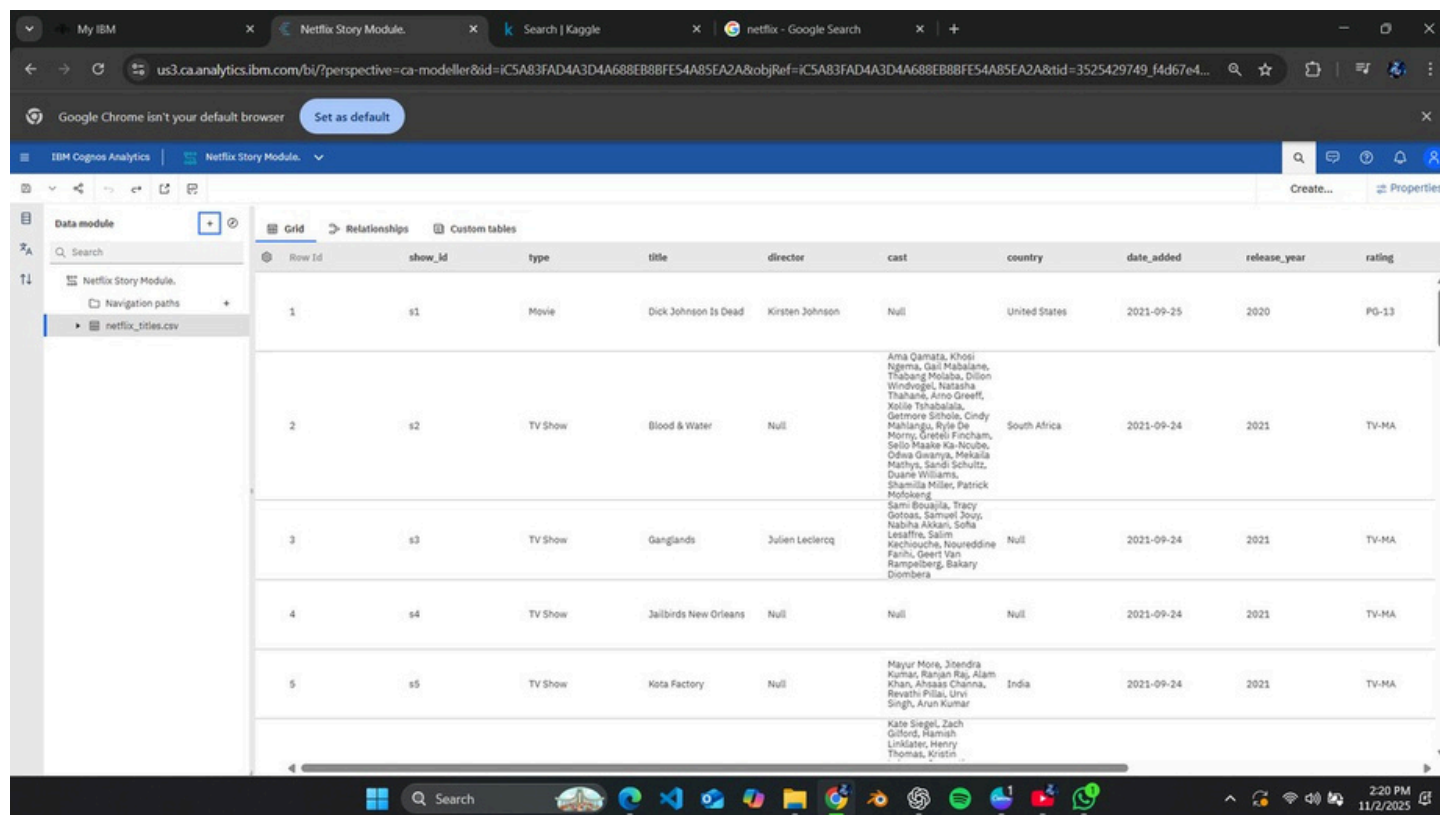 My IBM
Netflix Story Module.
Search | Kaggle
netflix - Google Search
us3.ca.analytics.ibm.com/bi/?perspective=ca-modeller&id=iC5A83FAD4A3D4A688EB8BFE54A85EA2A&objRef=iC5A83FAD4A3D4A688EB8BFE54A85EA2A&tid=3525429749_f4d67e4...
Google Chrome isn't your default browser
Set as default
IBM Cognos Analytics
Netflix Story Module.
Create...
Properties
Data module
Search
Netflix Story Module.
Navigation paths
netflix_titles.csv
Grid Relationships Custom tables
Row Id show_id type title director cast country date_added release_year rating
1 s1 Movie Dick Johnson Is Dead Kirsten Johnson Null United States 2021-09-25 2020 PG-13
Ama Qamata, Khosi
Ngema, Gail Mabalane,
Thabang Molaba, Dillon
Windvogel, Natasha
Thahane, Arno Greeff,
Xolile Tshabalala,
Getmore Sithole, Cindy
2 s2 TV Show Blood & Water Null Mahlangu, Ryle De South Africa 2021-09-24 2021 TV-MA
Morny, Greteli Fincham,
Sello Maake Ka-Ncube,
Odwa Gwanya, Mekaila
Mathys, Sandi Schultz,
Duane Williams,
Shamilla Miller, Patrick
Mofokeng
Sami Bouajila, Tracy
Gotoas, Samuel Jouy,
Nabiha Akkari, Sofia
Lesaffre, Salim
3 s3 TV Show Ganglands Julien Leclercq Kechiouche, Noureddine Null 2021-09-24 2021 TV-MA
Farihi, Geert Van
Rampelberg, Bakary
Diombera
4 s4 TV Show Jailbirds New Orleans Null Null Null 2021-09-24 2021 TV-MA
Mayur More, Jitendra
Kumar, Ranjan Raj, Alam
5 s5 TV Show Kota Factory Null Khan, Ahsaas Channa, India 2021-09-24 2021 TV-MA
Revathi Pillai, Urvi
Singh, Arun Kumar
Kate Siegel, Zach
Gilford, Hamish
Linklater, Henry
Thomas, Kristin
Search
1
2:20 PM
11/2/2025